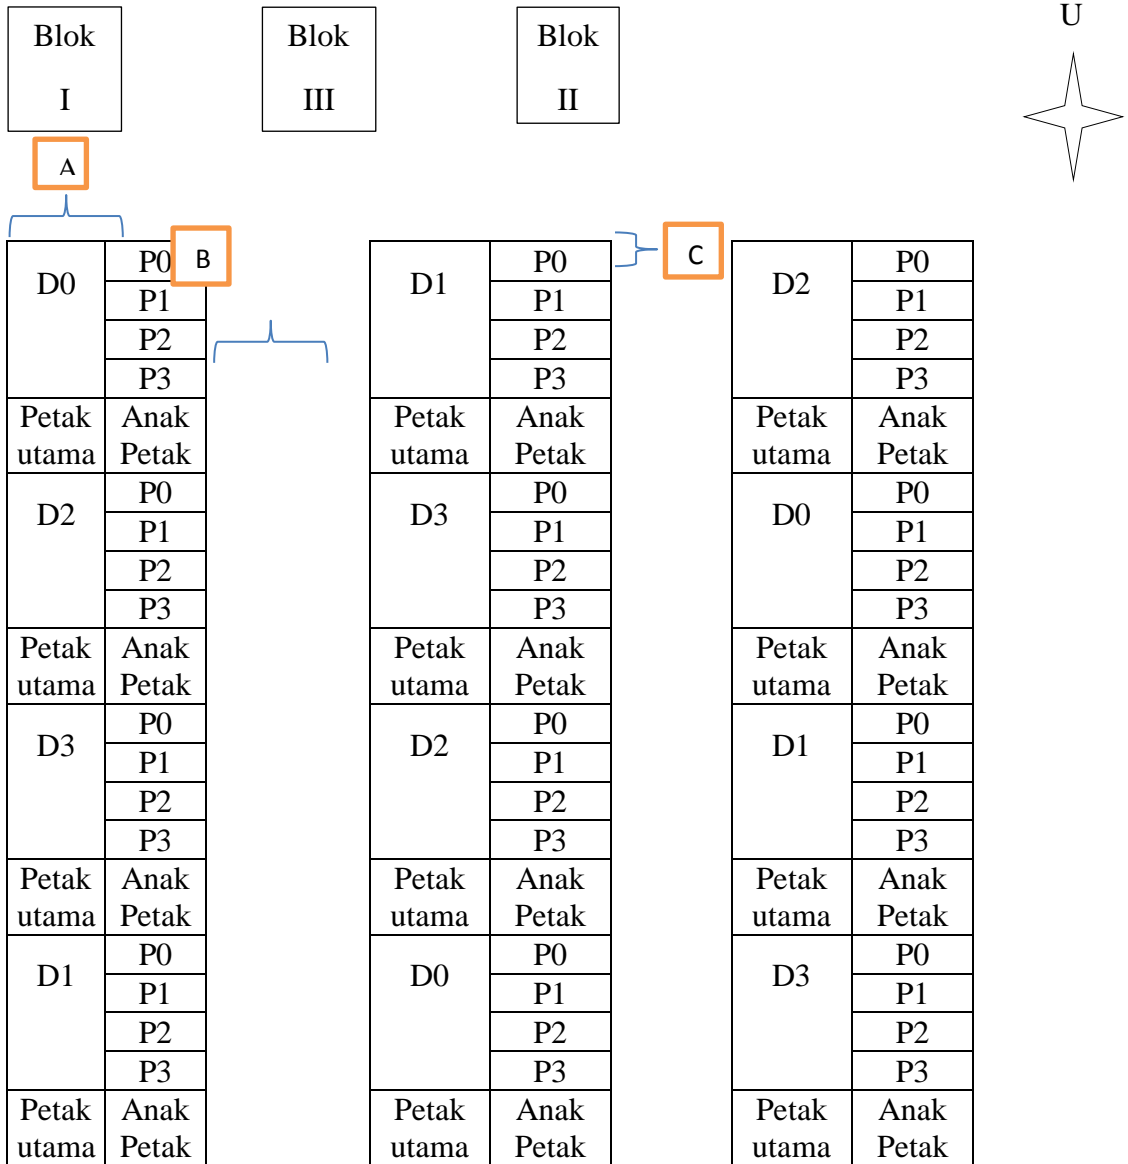 U
Blok
I
Blok
III
Blok
II
A
B
C
D0 P0 D1 P0 D2 P0
P1 P1 P1
P2 P2 P2
P3 P3 P3
Petak Anak Petak Anak Petak Anak
utama Petak utama Petak utama Petak
D2 P0 D3 P0 D0 P0
P1 P1 P1
P2 P2 P2
P3 P3 P3
Petak Anak Petak Anak Petak Anak
utama Petak utama Petak utama Petak
D3 P0 D2 P0 D1 P0
P1 P1 P1
P2 P2 P2
P3 P3 P3
Petak Anak Petak Anak Petak Anak
utama Petak utama Petak utama Petak
D1 P0 D0 P0 D3 P0
P1 P1 P1
P2 P2 P2
P3 P3 P3
Petak Anak Petak Anak Petak Anak
utama Petak utama Petak utama Petak